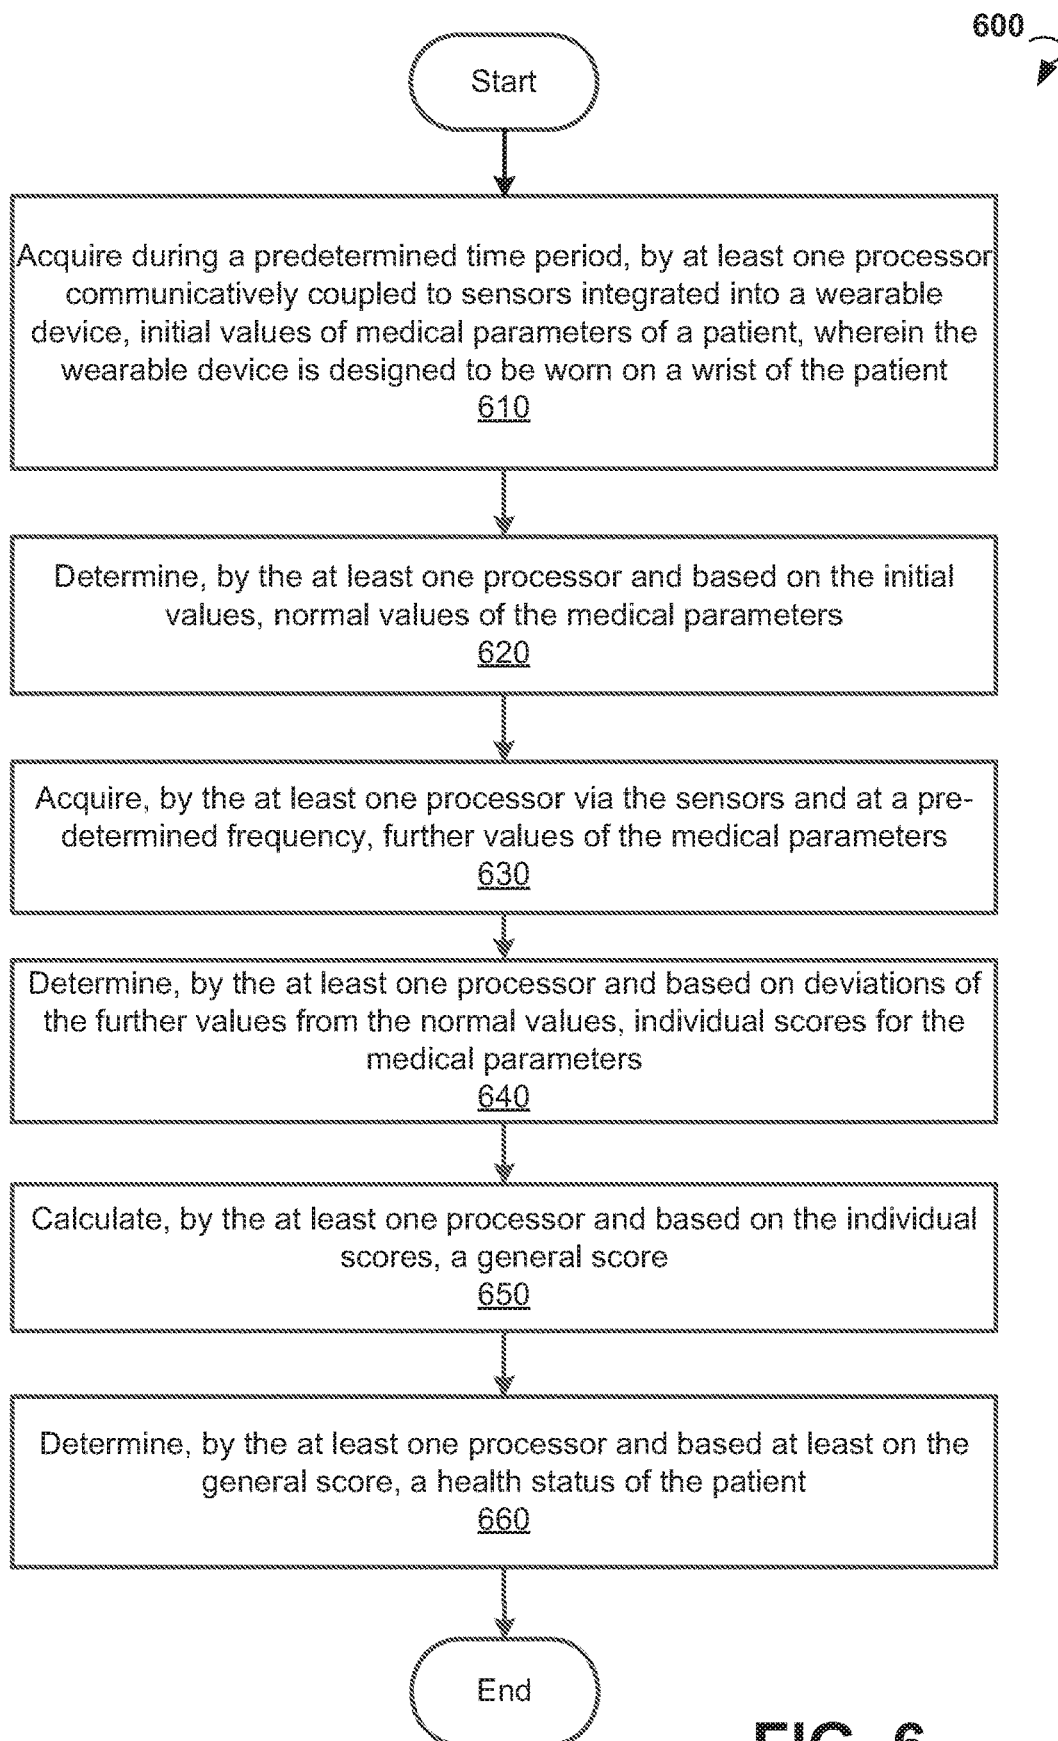 600
Start
Acquire during a predetermined time period, by at least one processor
communicatively coupled to sensors integrated into a wearable
device, initial values of medical parameters of a patient, wherein the
wearable device is designed to be worn on a wrist of the patient
610
Determine, by the at least one processor and based on the initial
values, normal values of the medical parameters
620
Acquire, by the at least one processor via the sensors and at a pre-
determined frequency, further values of the medical parameters
630
Determine, by the at least one processor and based on deviations of
the further values from the normal values, individual scores for the
medical parameters
640
Calculate, by the at least one processor and based on the individual
scores, a general score
650
Determine, by the at least one processor and based at least on the
general score, a health status of the patient
660
End
FIG. 6